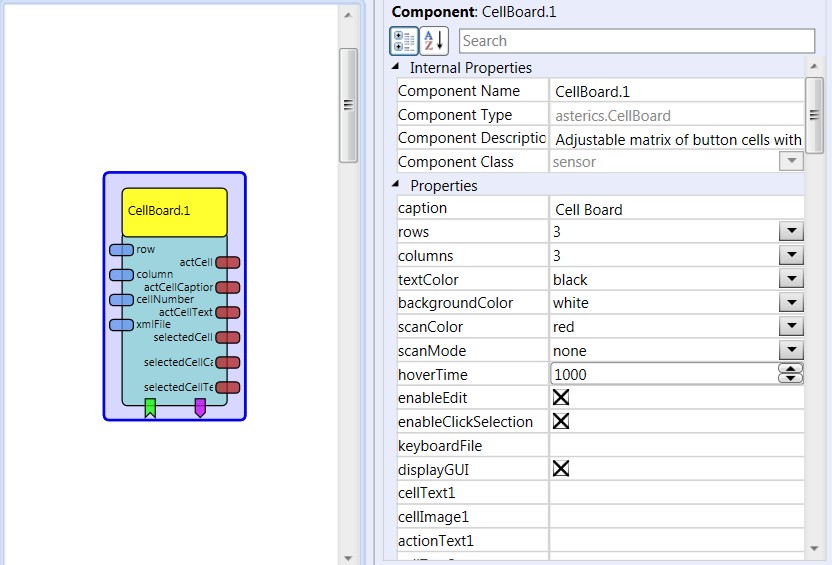 CellBoard.1
row
actCell
column
actCellCaption
cellNumber
actCellText
xmlFile
selectedCell
selectedCellCa
selectedCellTe
Component: CellBoard.1
Search
Internal Properties
Component Name CellBoard.1
Component Type asterics.CellBoard
Component Descriptio Adjustable matrix of button cells with
Component Class sensor
Properties
caption Cell Board
rows 3
columns 3
textColor black
backgroundColor white
scanColor red
scanMode none
hoverTime 1000
enableEdit
enableClickSelection
keyboardFile
displayGUI
cellText1
cellImage1
actionText1